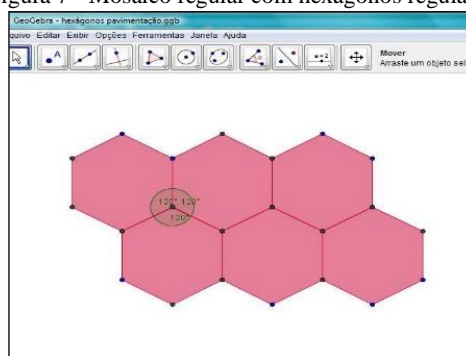 igura 7 - Mosaico regular com hexágonos regula
GeoGebra - hexágonos pavimentação.ggb
quivo Editar Exibir Opções Ferramentas Janela Ajuda
A
a=2
Mover
Arraste um objeto sel
120° 120°
120°